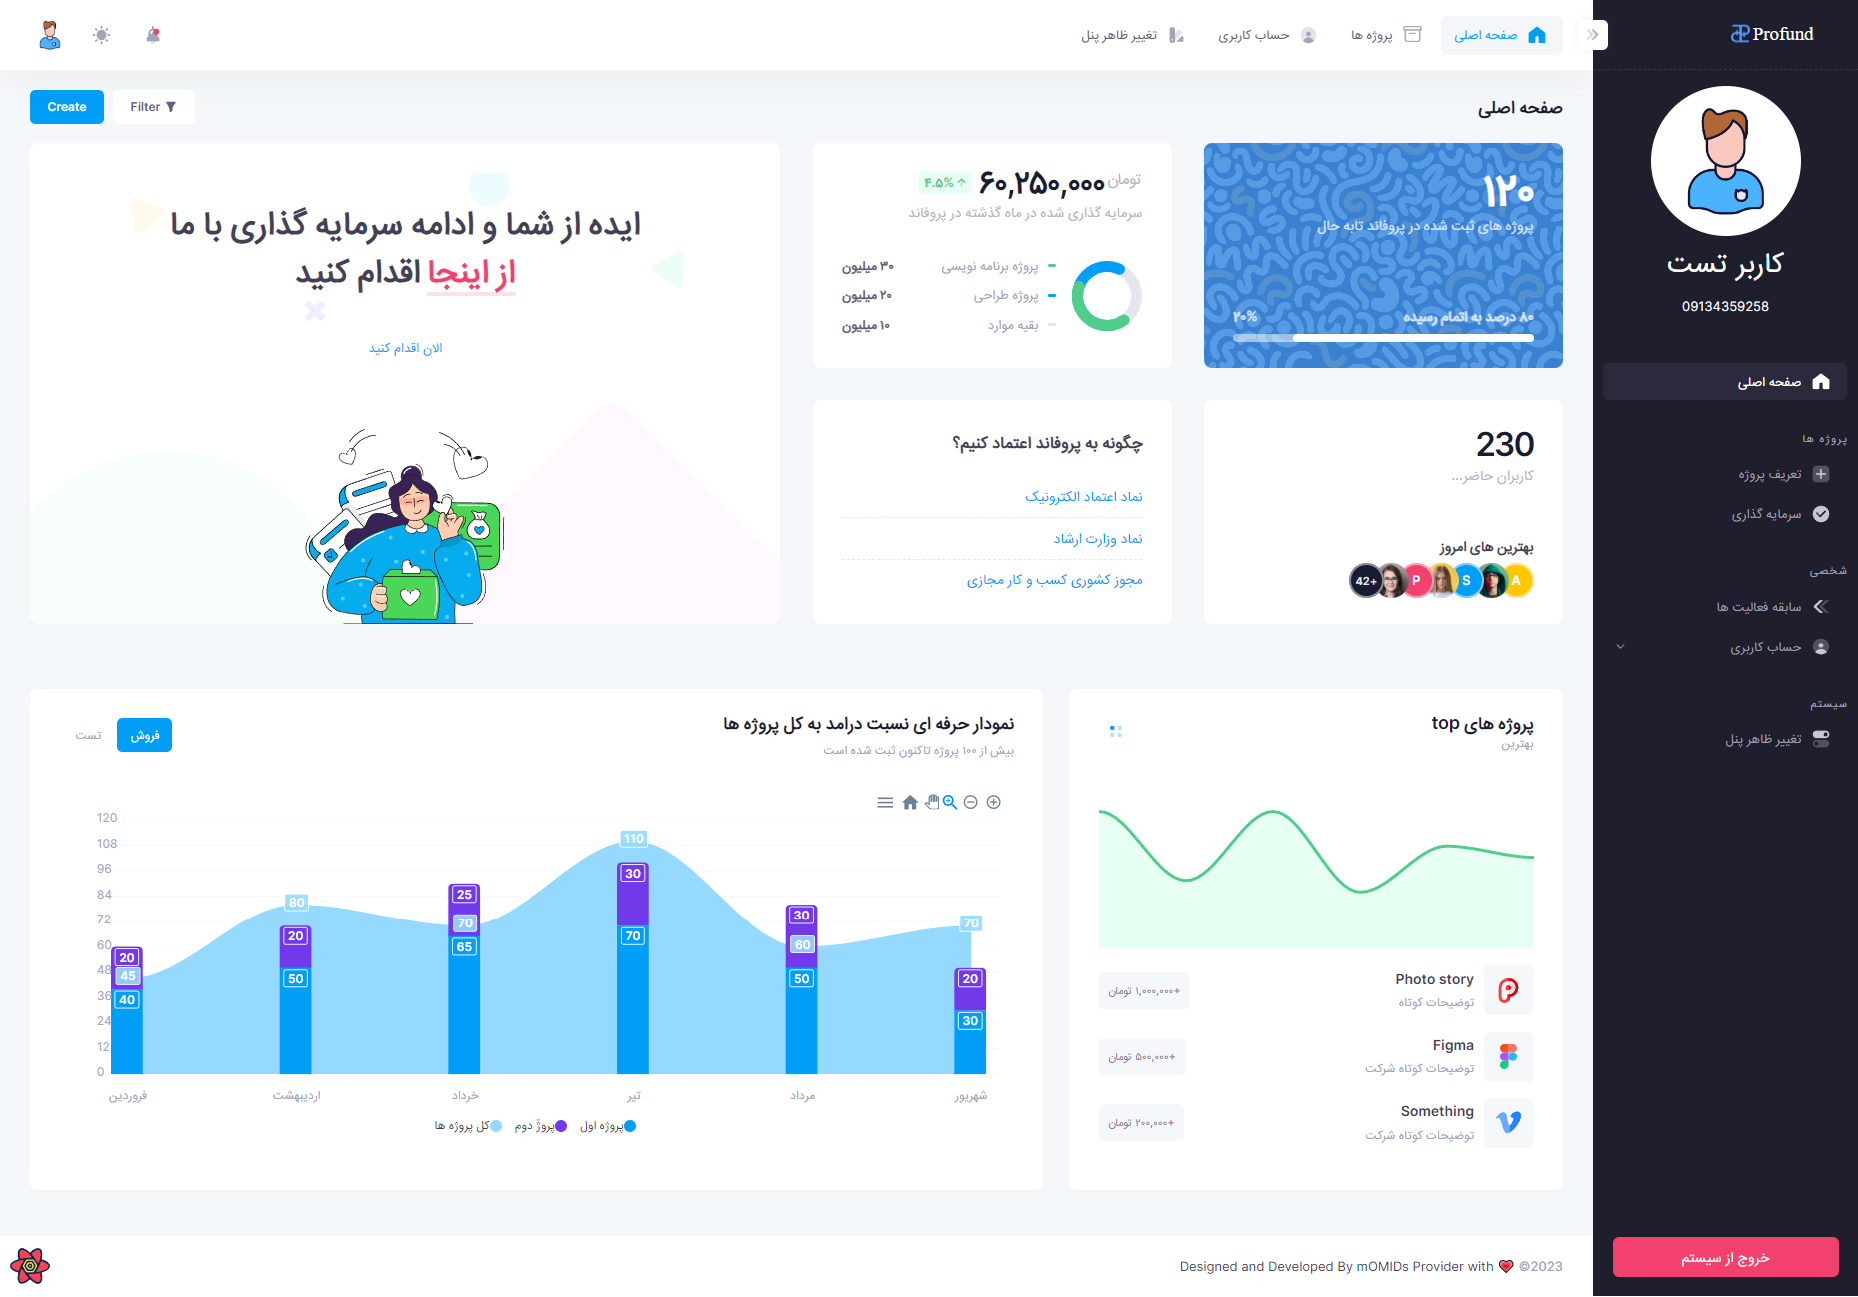 Profund
کاربر تست
09134359258
صفحه اصلی
پروژه ها
تعریف پروژه
سرمایه گذاری
شخصی
سابقه فعالیت ها
حساب کاربری
سیستم
تغییر ظاهر پنل
خروج از سیستم
صفحه اصلی
پروژه ها
حساب کاربری
تغییر ظاهر پنل
صفحه اصلی
Filter
Create
۱۲۰
پروژه های ثبت شده در پروفاند تابه حال
۸۰ درصد به اتمام رسیده
۲۰%
تومان ۶۰,۲۵۰,۰۰۰ ۴.۵%
سرمایه گذاری شده در ماه گذشته در پروفاند
پروژه برنامه نویسی ۳۰ میلیون
پروژه طراحی ۲۰ میلیون
بقیه موارد ۱۰ میلیون
ایده از شما و ادامه سرمایه گذاری با ما
از اینجا اقدام کنید
الان اقدام کنید
230
کاربران حاضر...
بهترین های امروز
A
S
P
+42
چگونه به پروفاند اعتماد کنیم؟
نماد اعتماد الکترونیک
نماد وزارت ارشاد
مجوز کشوری کسب و کار مجازی
پروژه های top
بهترین
Photo story
توضیحات کوتاه
+۱,۰۰۰,۰۰۰ تومان
Figma
توضیحات کوتاه شرکت
+۵۰۰,۰۰۰ تومان
Something
توضیحات کوتاه شرکت
+۲۰۰,۰۰۰ تومان
نمودار حرفه ای نسبت درامد به کل پروژه ها
بیش از ۱۰۰ پروژه تاکنون ثبت شده است
فروش
تست
120
108
96
84
72
60
48
36
24
12
0
20
45
40
80
20
50
25
70
65
110
30
70
30
60
50
70
20
30
فروردین
اردیبهشت
خرداد
تیر
مرداد
شهریور
پروژه اول
پروژّ دوم
کل پروژه ها
Designed and Developed By mOMIDs Provider with ©2023